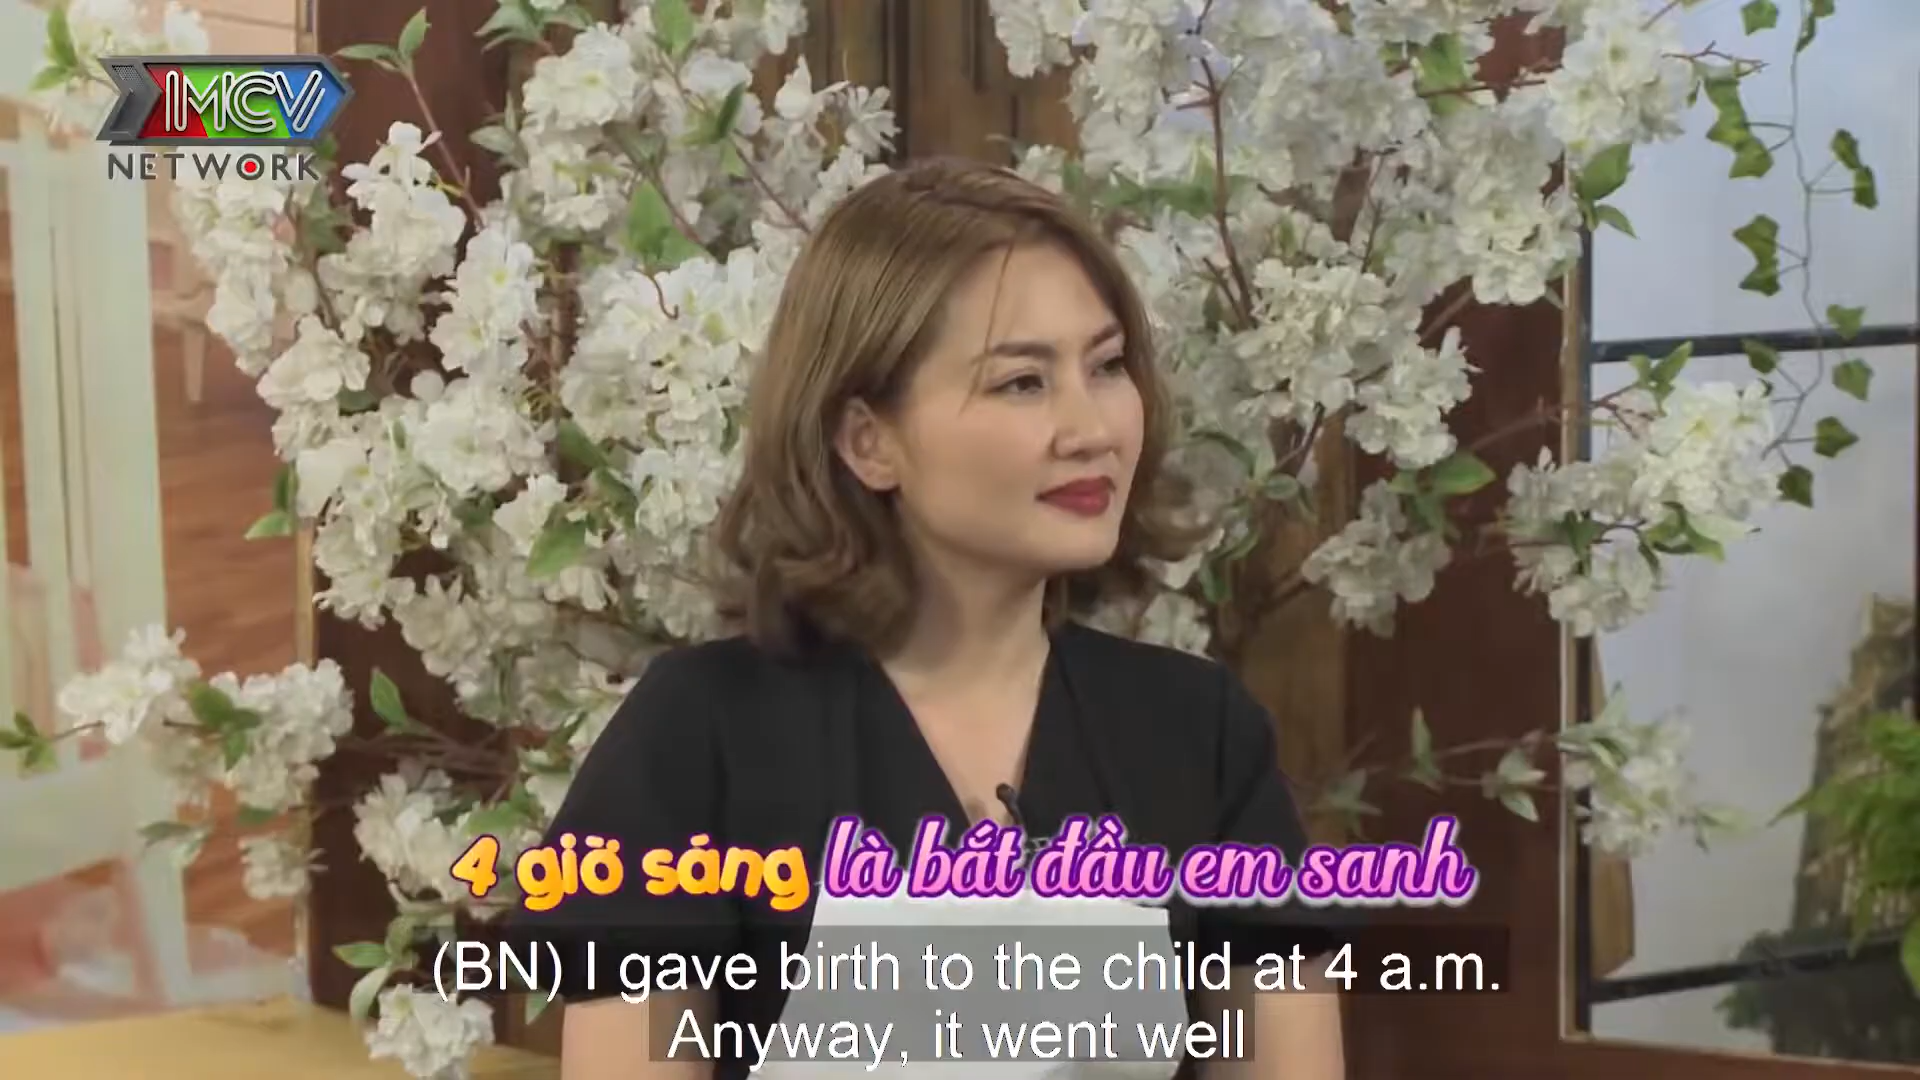 MCV
NETWORK
4 giờ sáng là bắt đầu em sanh
(BN) I gave birth to the child at 4 a.m.
Anyway, it went well